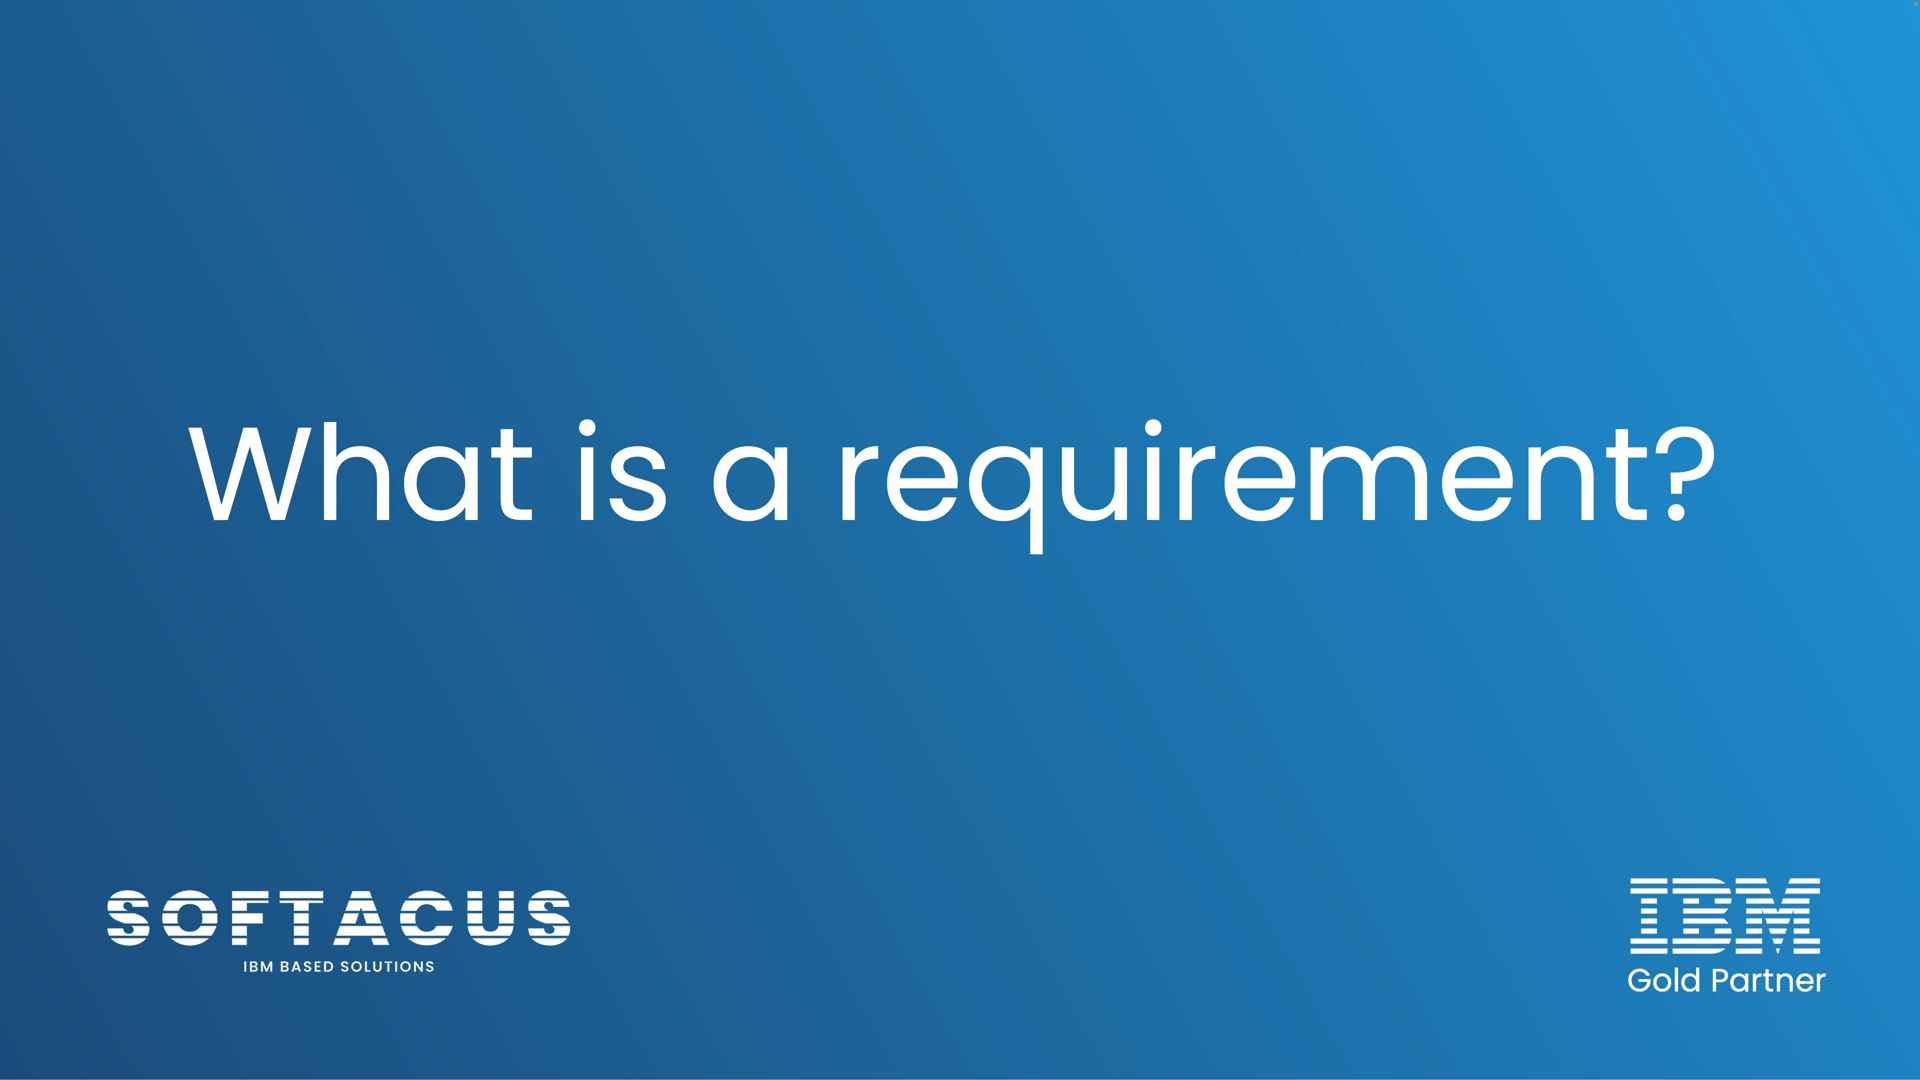 What is a requirement?
SOFTACUS
IBM BASED SOLUTIONS
IBM
Gold Partner